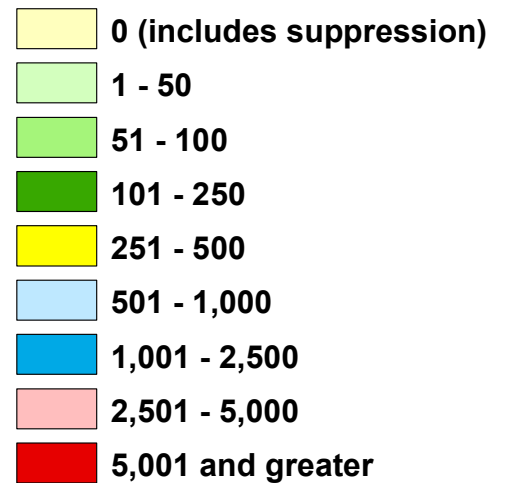 0 (includes suppression)
1 - 50
51 - 100
101 - 250
251 - 500
501 - 1,000
1,001 - 2,500
2,501 - 5,000
5,001 and greater